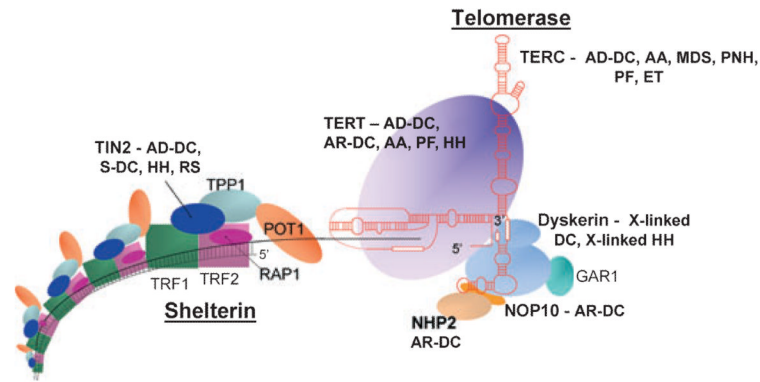 Telomerase
TERC - AD-DC, AA, MDS, PNH,
PF, ET
TERT – AD-DC,
AR-DC, AA, PF, HH
TIN2 - AD-DC,
S-DC, HH, RS
TPP1
POT1
3'
5'
Dyskerin - X-linked
DC, X-linked HH
5'
RAP1
GAR1
TRF1
TRF2
Shelterin
NOP10 - AR-DC
NHP2
AR-DC